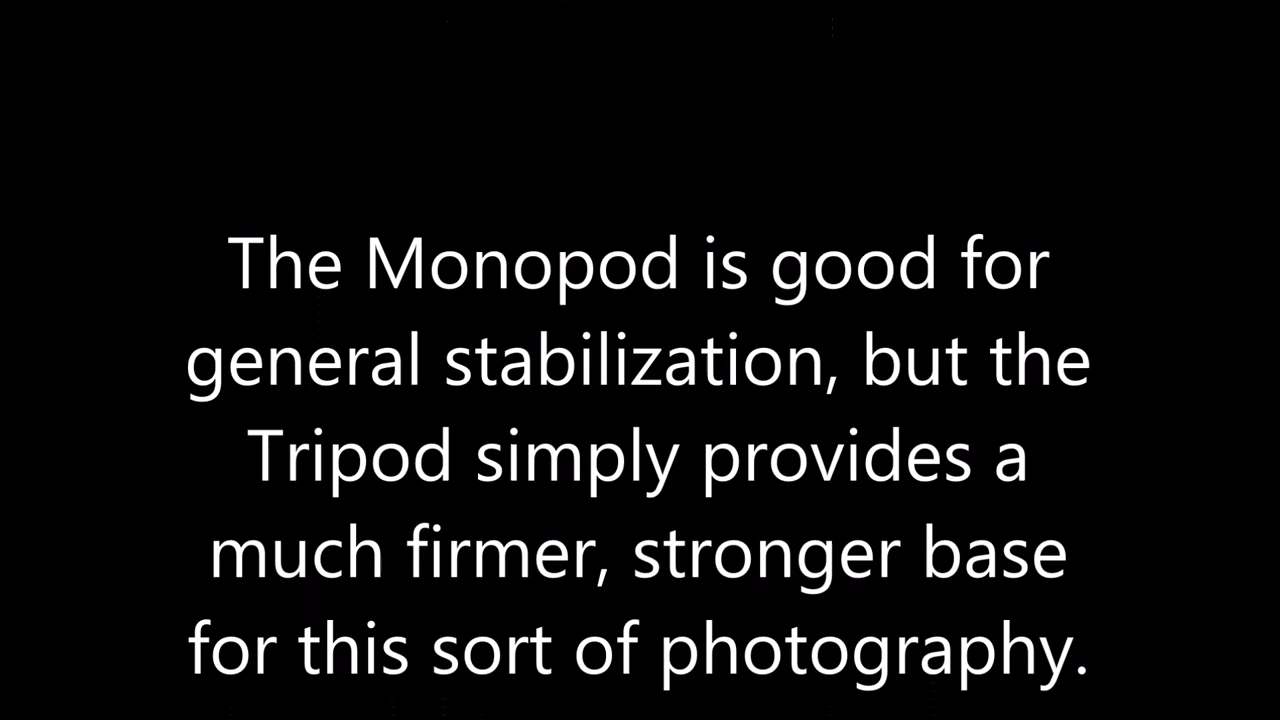 The Monopod is good for
general stabilization, but the
Tripod simply provides a
much firmer, stronger base
for this sort of photography.